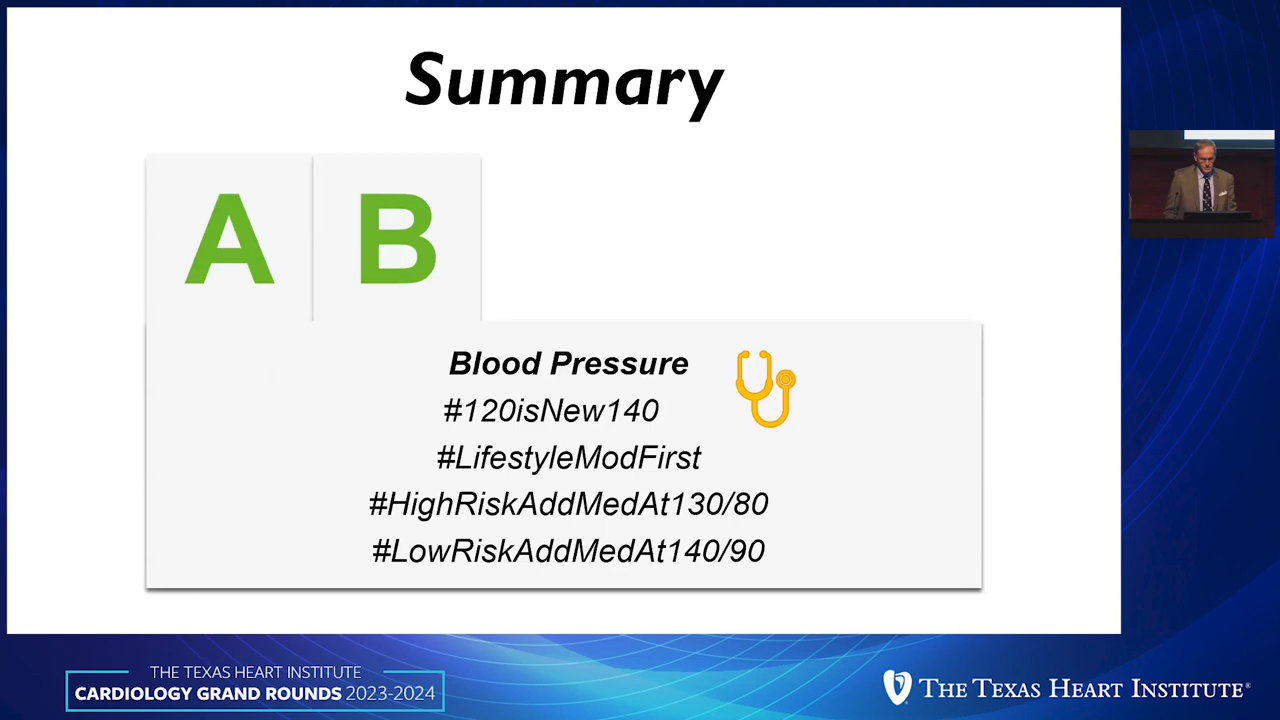 Summary
A B
Blood Pressure
#120isNew140
#LifestyleModFirst
#HighRiskAddMedAt130/80
#LowRiskAddMedAt140/90
THE TEXAS HEART INSTITUTE
CARDIOLOGY GRAND ROUNDS 2023-2024
THE TEXAS HEART INSTITUTE®